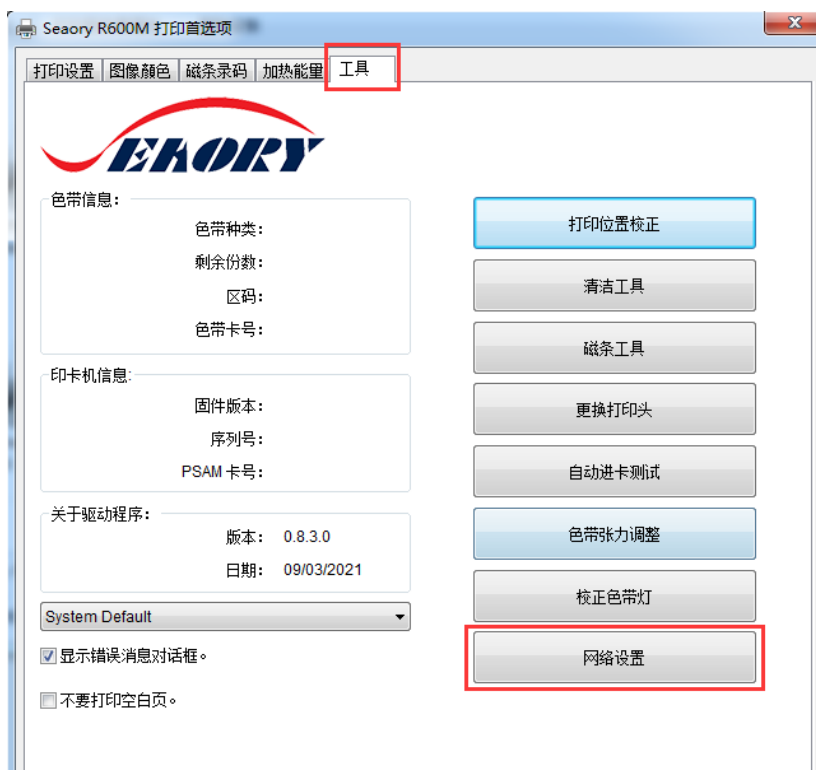 Seaory R600M 打印首选项
打印设置 图像颜色 磁条录码 加热能量 工具
SEAORY
色带信息：
色带种类：
剩余份数：
区码：
色带卡号：
印卡机信息:
固件版本：
序列号：
PSAM 卡号：
关于驱动程序：
版本： 0.8.3.0
日期： 09/03/2021
System Default
显示错误消息对话框。
不要打印空白页。
打印位置校正
清洁工具
磁条工具
更换打印头
自动进卡测试
色带张力调整
校正色带灯
网络设置